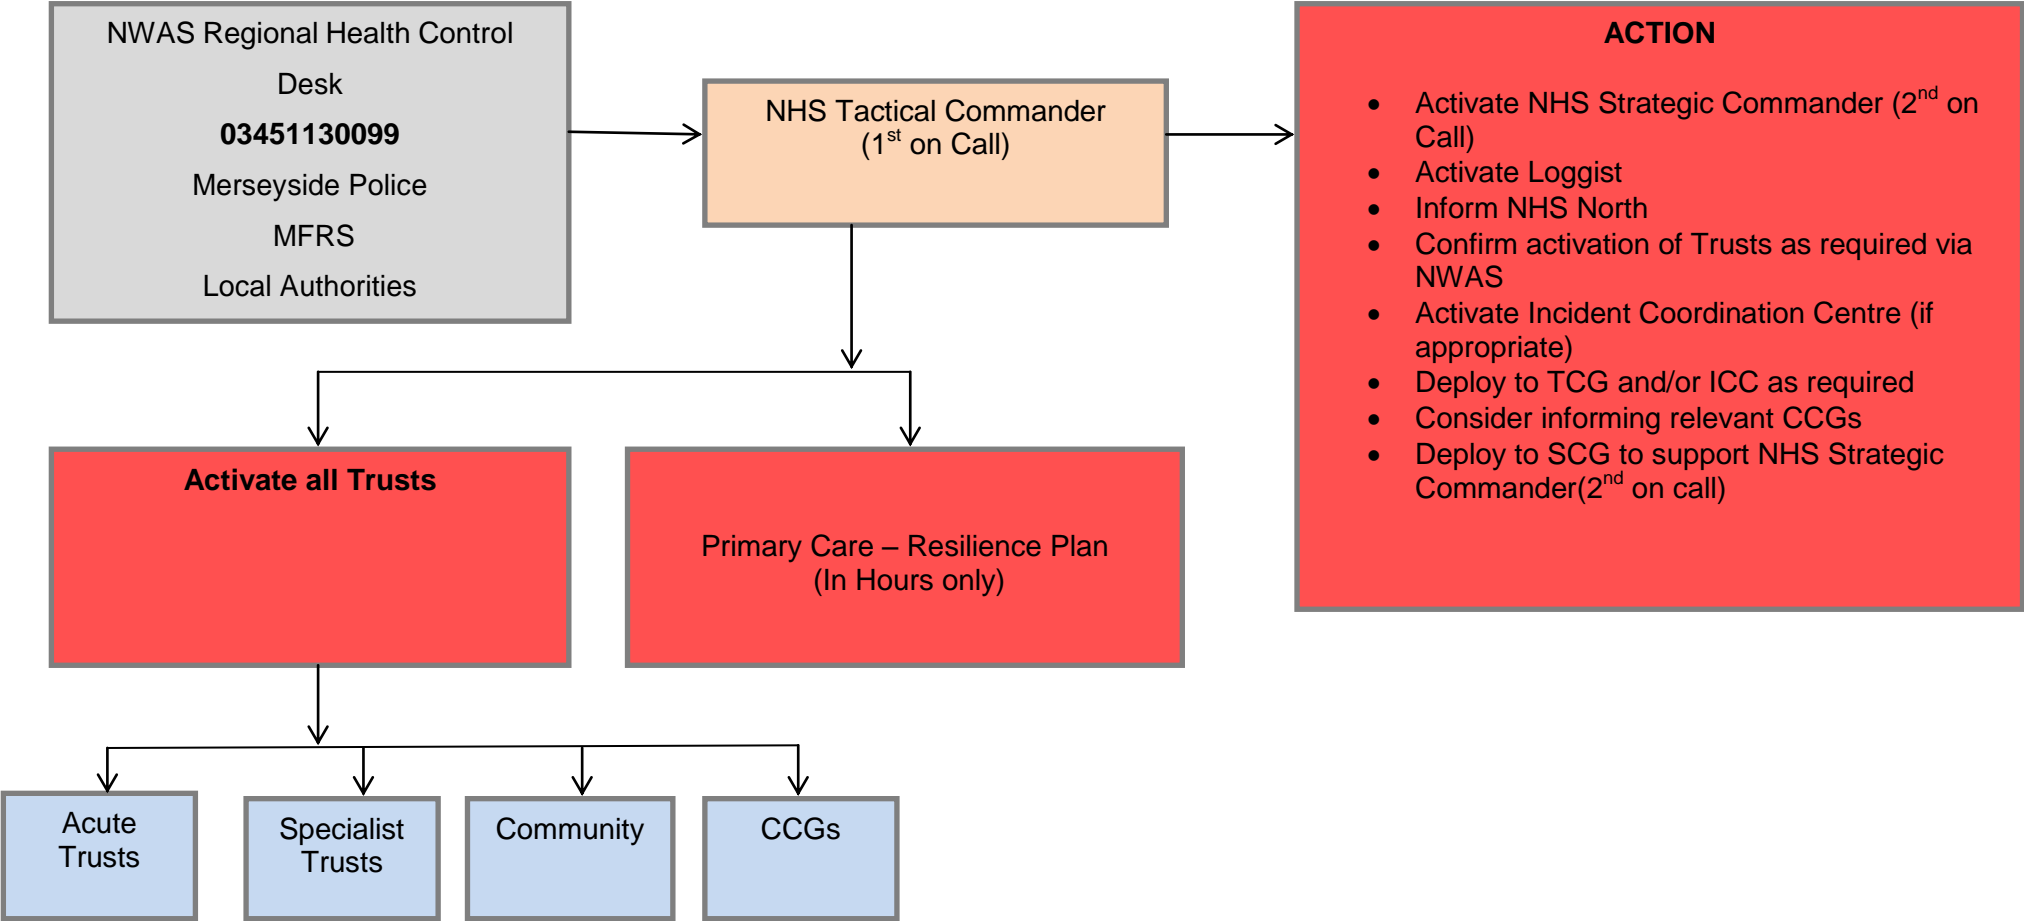 NWAS Regional Health Control
Desk
03451130099
Merseyside Police
MFRS
Local Authorities
NHS Tactical Commander
(1st on Call)
ACTION
• Activate NHS Strategic Commander (2nd on
Call)
• Activate Loggist
• Inform NHS North
• Confirm activation of Trusts as required via
NWAS
• Activate Incident Coordination Centre (if
appropriate)
• Deploy to TCG and/or ICC as required
• Consider informing relevant CCGs
• Deploy to SCG to support NHS Strategic
Commander(2nd on call)
Activate all Trusts
Primary Care – Resilience Plan
(In Hours only)
Acute
Trusts
Specialist
Trusts
Community
CCGs